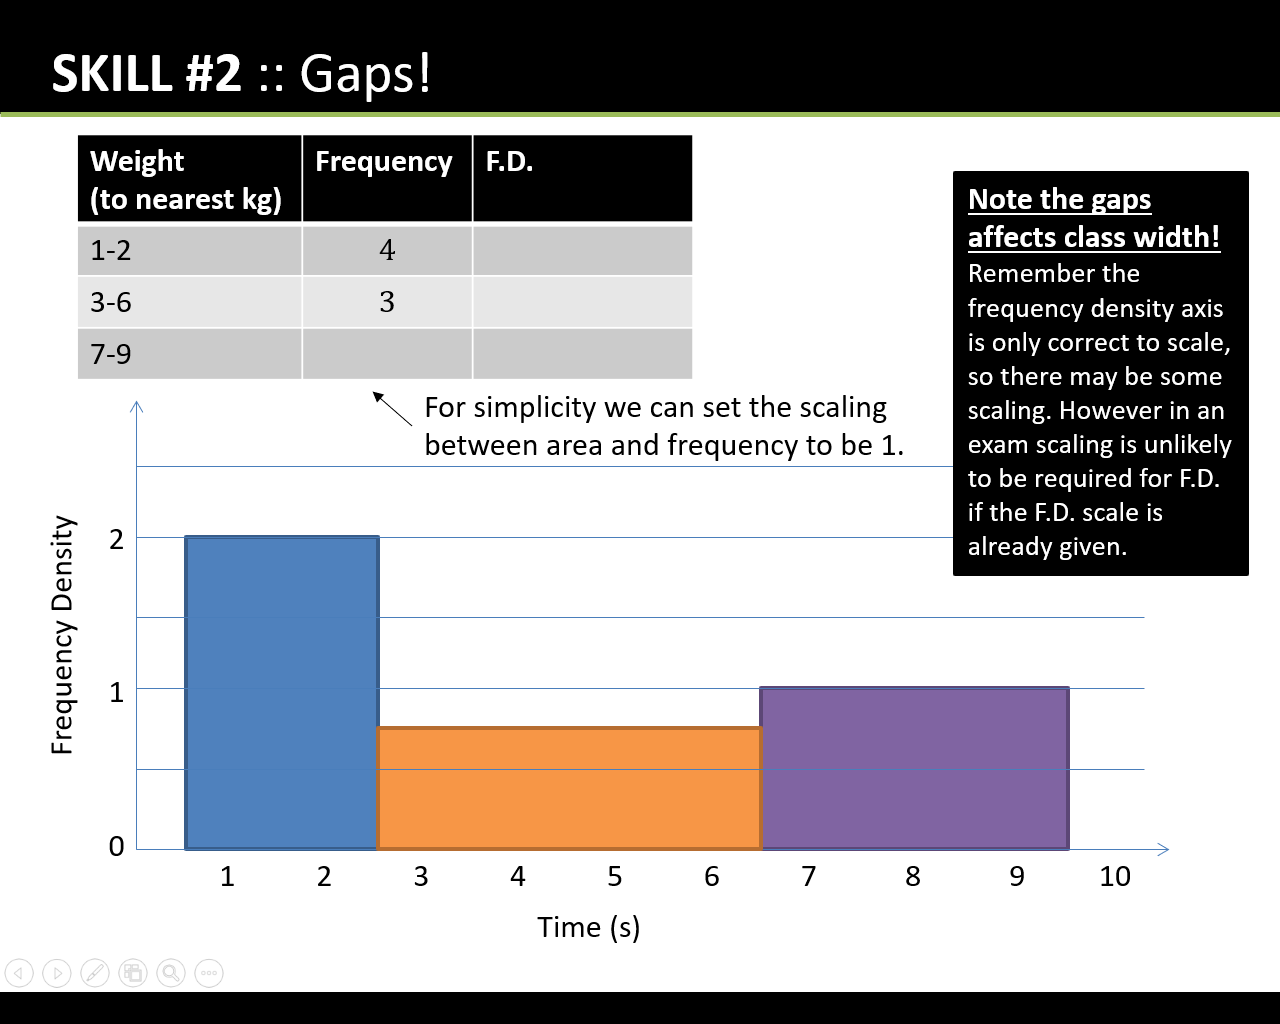 SKILL #2 :: Gaps!
Weight
(to nearest kg)
Frequency
F.D.
1-2
4
3-6
3
7-9
For simplicity we can set the scaling
between area and frequency to be 1.
Note the gaps
affects class width!
Remember the
frequency density axis
is only correct to scale,
so there may be some
scaling. However in an
exam scaling is unlikely
to be required for F.D.
if the F.D. scale is
already given.
Frequency Density
2
1
0
1 2 3 4 5 6 7 8 9 10
Time (s)